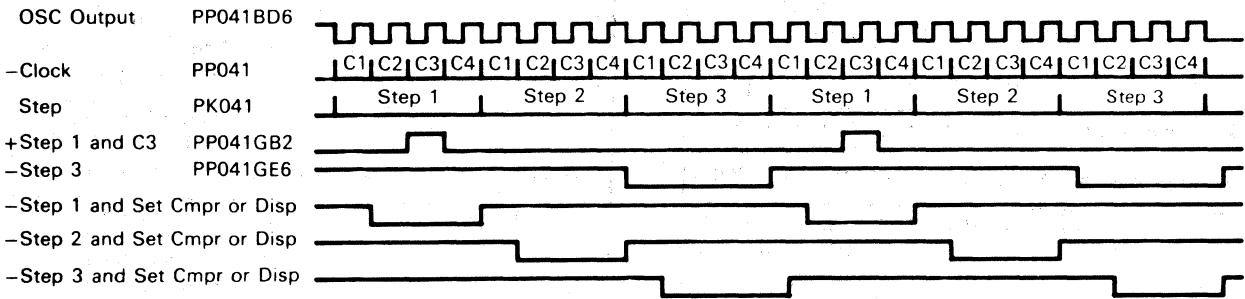 OSC Output PP041BD6
–Clock PP041 C1 C2 C3 C4 C1 C2 C3 C4 C1 C2 C3 C4 C1 C2 C3 C4 C1 C2 C3 C4 C1 C2 C3 C4
Step PK041 Step 1 Step 2 Step 3 Step 1 Step 2 Step 3
+Step 1 and C3 PP041GB2
–Step 3 PP041GE6
–Step 1 and Set Cmpr or Disp
–Step 2 and Set Cmpr or Disp
–Step 3 and Set Cmpr or Disp